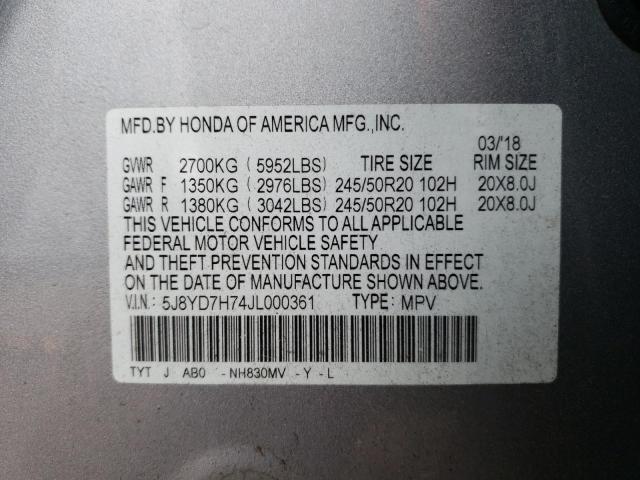 MFD.BY HONDA OF AMERICA MFG.,INC.
03/'18
GVWR 2700KG ( 5952LBS) TIRE SIZE RIM SIZE
GAWR F 1350KG ( 2976LBS) 245/50R20 102H 20X8.0J
GAWR R 1380KG ( 3042LBS) 245/50R20 102H 20X8.0J
THIS VEHICLE CONFORMS TO ALL APPLICABLE
FEDERAL MOTOR VEHICLE SAFETY
AND THEFT PREVENTION STANDARDS IN EFFECT
ON THE DATE OF MANUFACTURE SHOWN ABOVE.
V.I.N.: 5J8YD7H74JL000361 TYPE: MPV
TYT J AB0 - NH830MV - Y - L